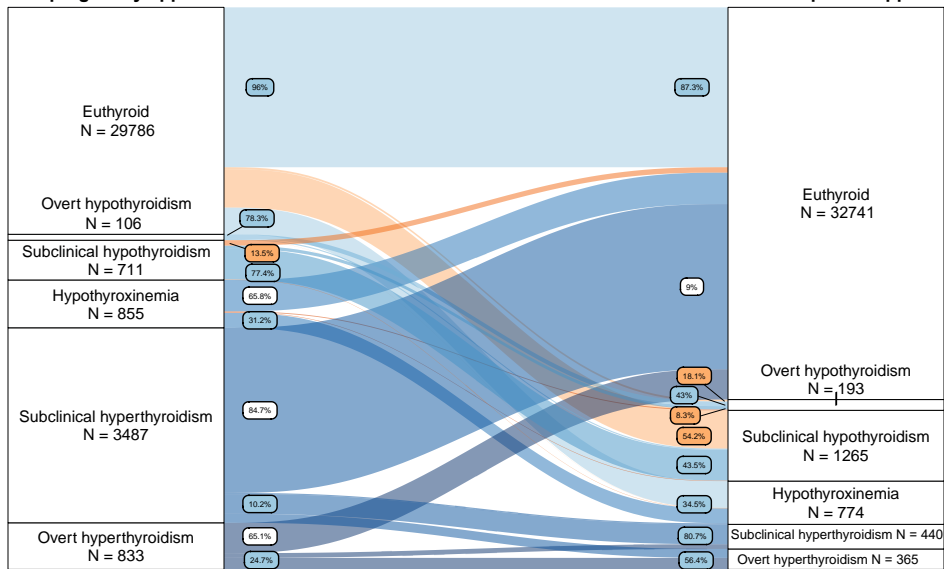 Euthyroid
N = 29786
Overt hypothyroidism
N = 106
Subclinical hypothyroidism
N = 711
Hypothyroxinemia
N = 855
Subclinical hyperthyroidism
N = 3487
Overt hyperthyroidism
N = 833
96%
78.3%
13.5%
77.4%
65.8%
31.2%
84.7%
10.2%
65.1%
24.7%
87.3%
9%
18.1%
43%
8.3%
54.2%
43.5%
34.5%
80.7%
56.4%
Euthyroid
N = 32741
Overt hypothyroidism
N = 193
Subclinical hypothyroidism
N = 1265
Hypothyroxinemia
N = 774
Subclinical hyperthyroidism N = 440
Overt hyperthyroidism N = 365